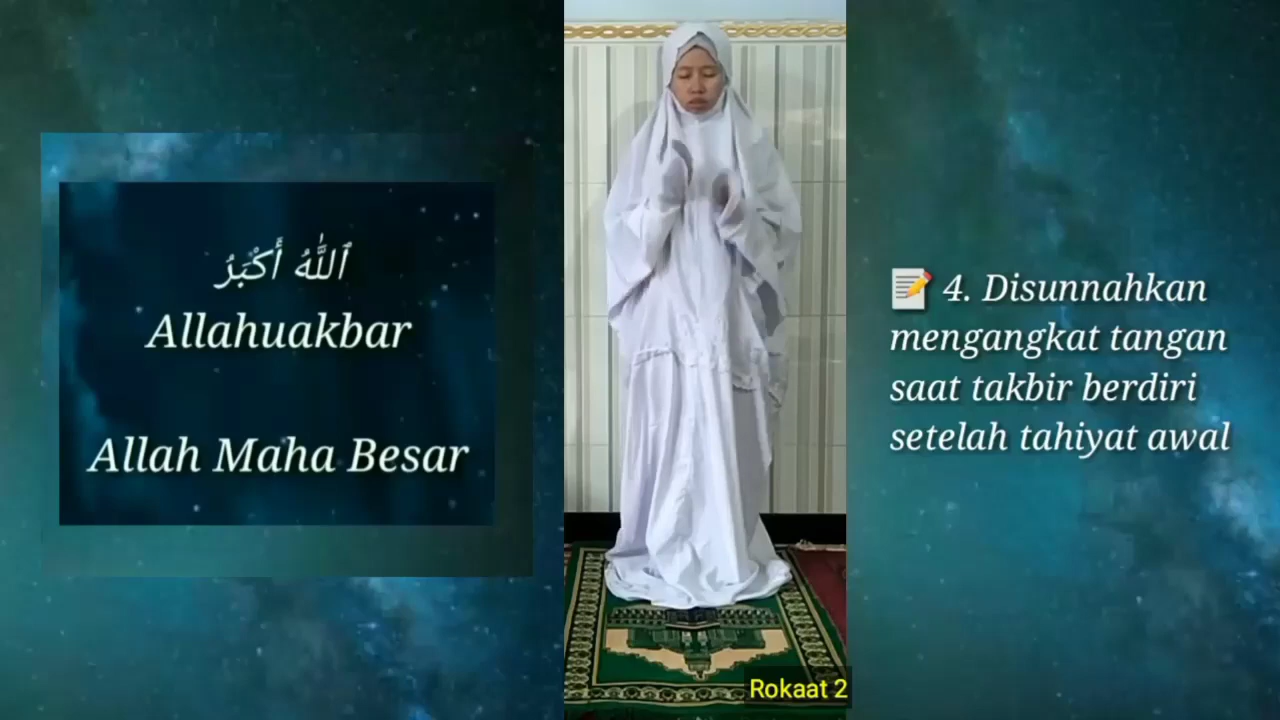 ٱللَّٰهُ أَكْبَرُ
Allahuakbar
Allah Maha Besar
📝 4. Disunnahkan
mengangkat tangan
saat takbir berdiri
setelah tahiyat awal
Rokaat 2